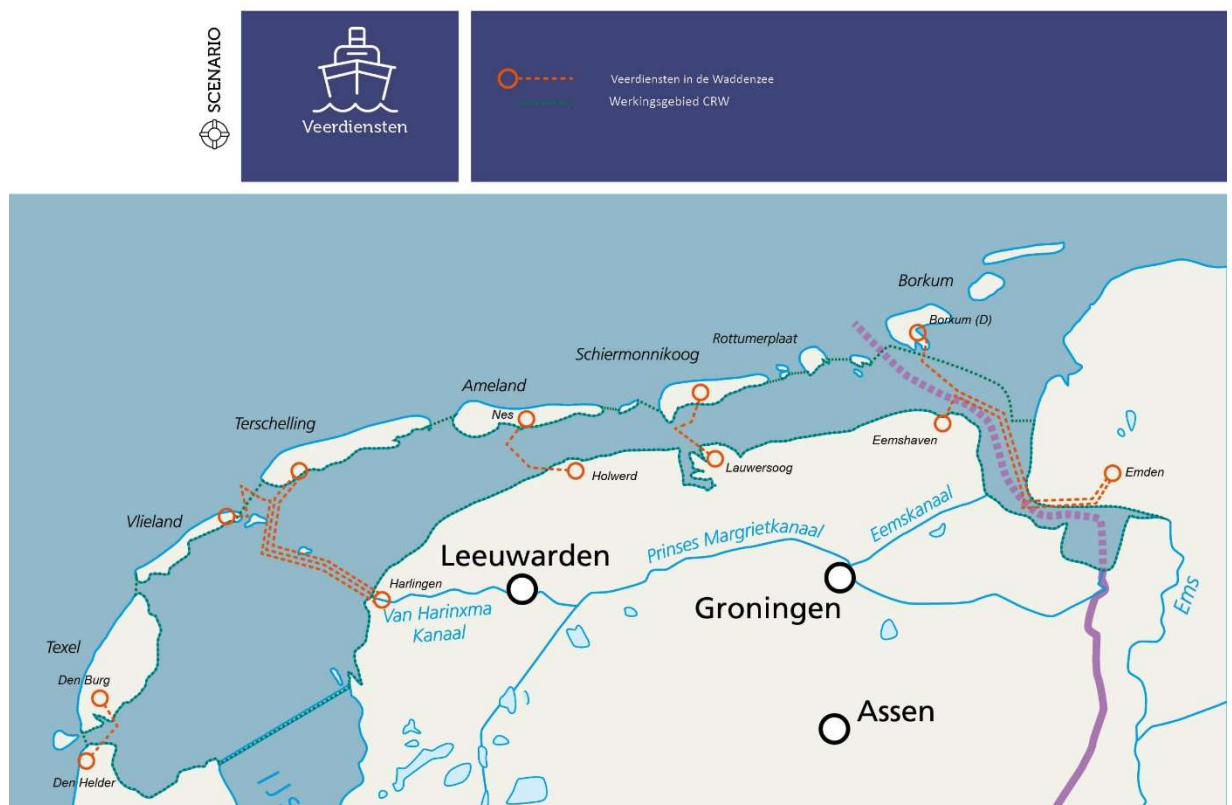 SCENARIO
Veerdiensten
Veerdiensten in de Waddenzee
Werkingsgebied CRW
Borkum
Borkum (D)
Rottumerplaat
Schiermonnikoog
Ameland
Nes
Terschelling
Eemshaven
Lauwersoog
Holwerd
Emden
Vlieland
Eemskanaal
Prinses Margrietkanaal
Leeuwarden
Harlingen
Groningen
Van Harinxma
Kanaal
Ems
Texel
Den Burg
Assen
Den Helder
IJs